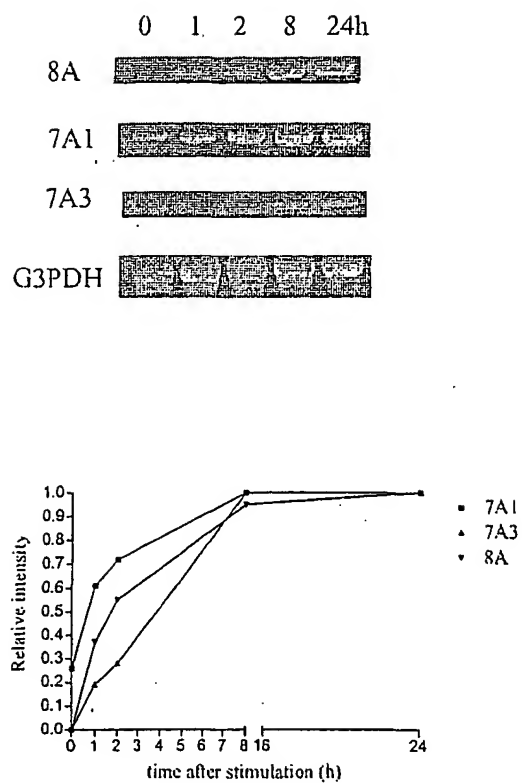 0 1 2 8 24h
8A
7A1
7A3
G3PDH
Relative intensity
1.0
0.9
0.8
0.7
0.6
0.5
0.4
0.3
0.2
0.1
0.0
0 1 2 3 4 5 6 7 8 16 24
time after stimulation (h)
7A1
7A3
8A